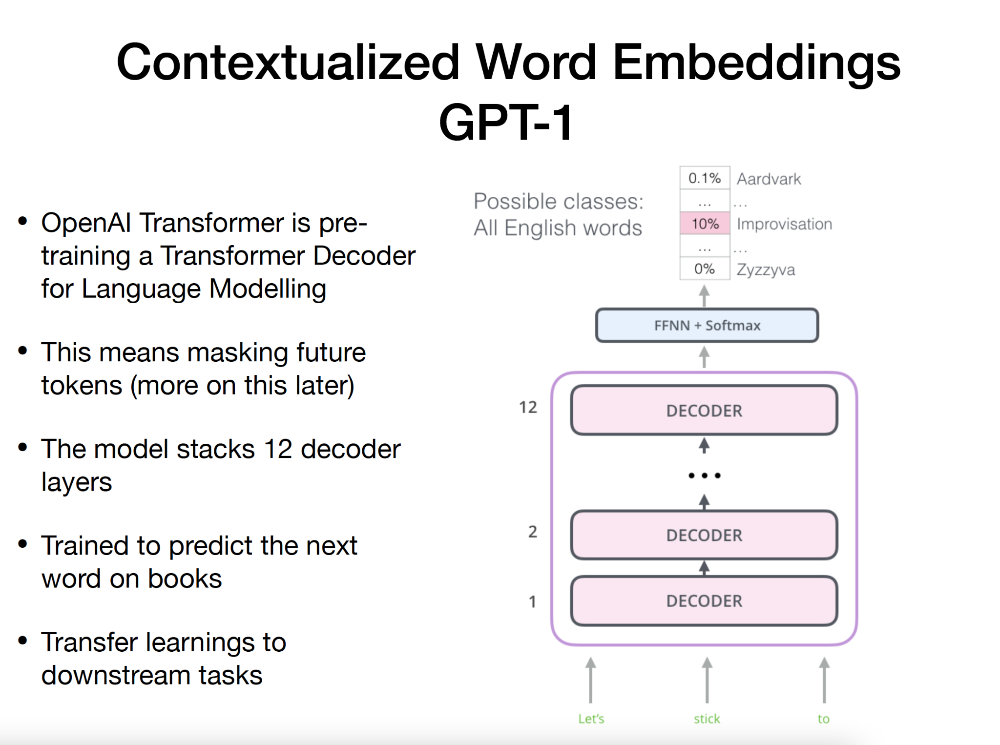 Contextualized Word Embeddings
GPT-1
• OpenAI Transformer is pre-
training a Transformer Decoder
for Language Modelling
• This means masking future
tokens (more on this later)
• The model stacks 12 decoder
layers
• Trained to predict the next
word on books
• Transfer learnings to
downstream tasks
Possible classes:
All English words
0.1% Aardvark
... ...
10% Improvisation
... ...
0% Zyzzyva
FFNN + Softmax
12 DECODER
...
2 DECODER
1 DECODER
Let's stick to